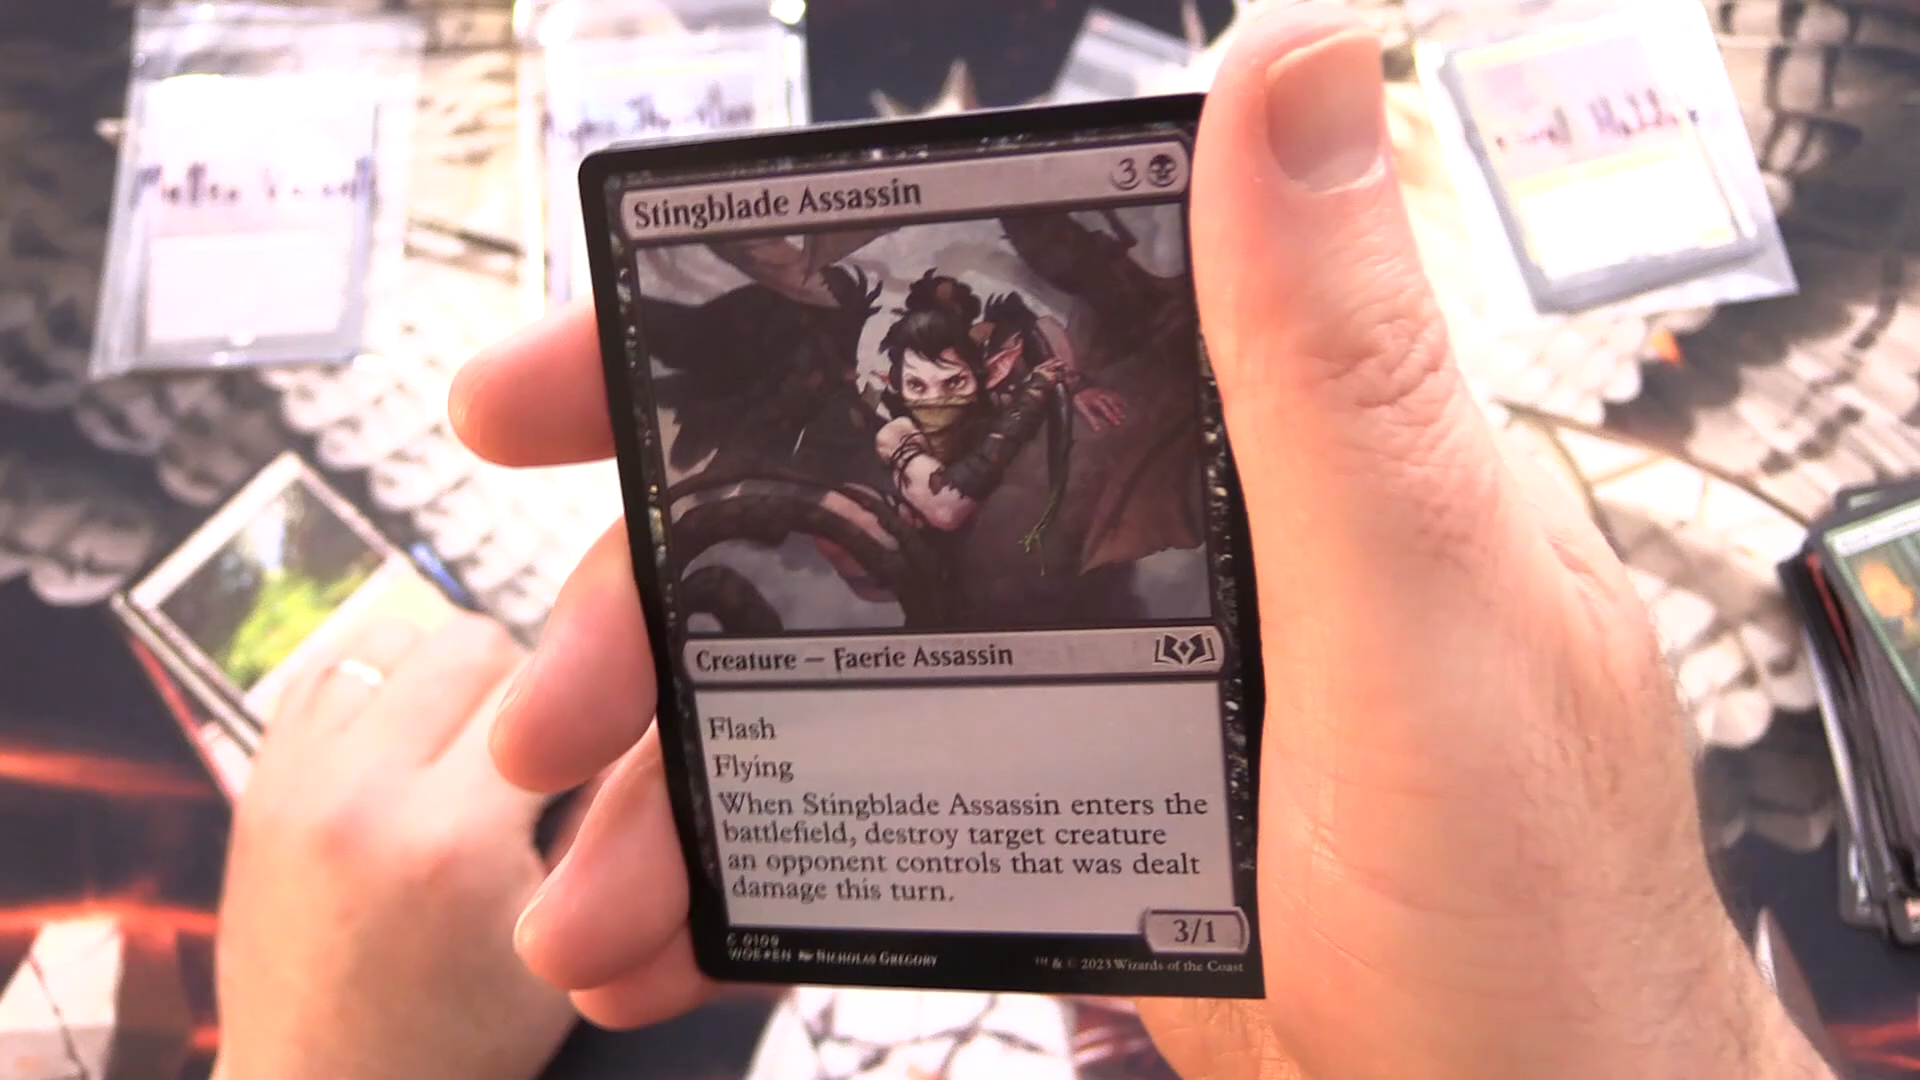 Stingblade Assassin 3
Creature — Faerie Assassin
Flash
Flying
When Stingblade Assassin enters the
battlefield, destroy target creature
an opponent controls that was dealt
damage this turn.
3/1
C 0109
WOE • EN Nicholas Gregory
™ & © 2023 Wizards of the Coast